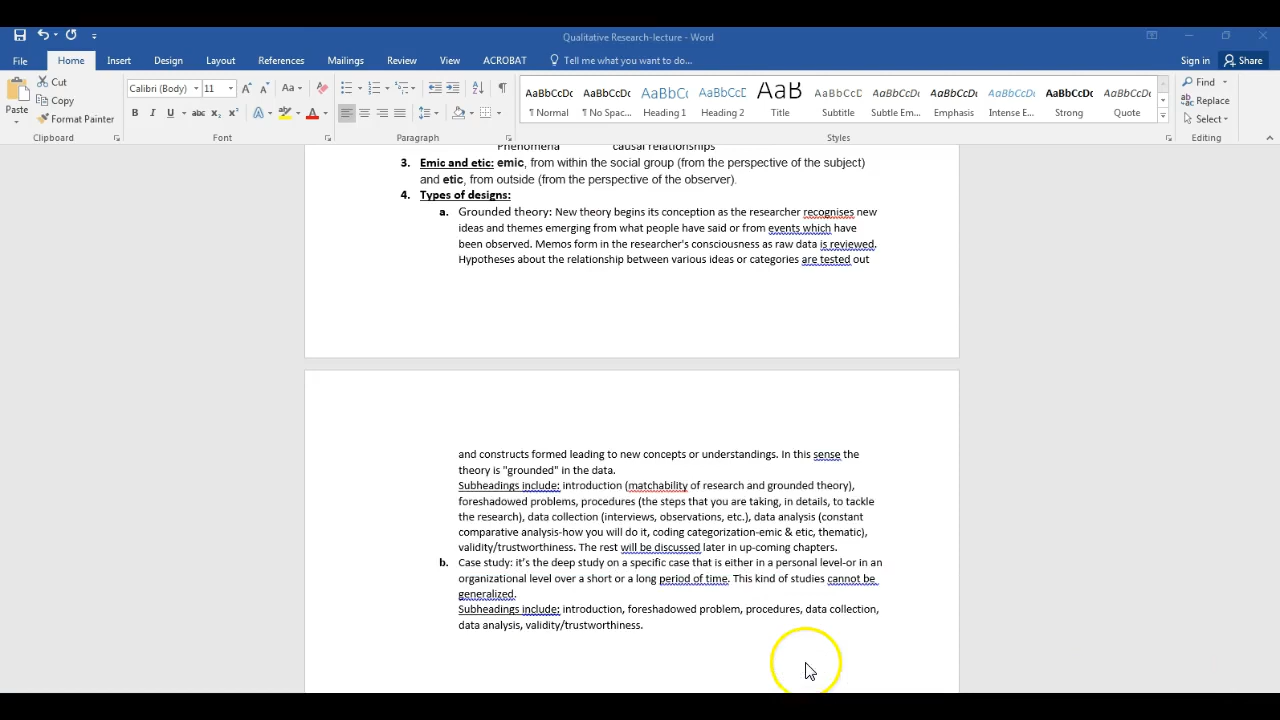 Qualitative Research-lecture - Word
File Home Insert Design Layout References Mailings Review View ACROBAT Tell me what you want to do... Sign in Share
Cut
Copy
Format Painter
Paste
Calibri (Body) 11
Aa
B I U abc x₂ x²
A
AaBbCcDc AaBbCcDc AaBbC( AaBbCcE AaB AaBbCcD AaBbCcDt AaBbCcDt AaBbCcDt AaBbCcDc AaBbCcDt
¶ Normal ¶ No Spac... Heading 1 Heading 2 Title Subtitle Subtle Em... Emphasis Intense E... Strong Quote
Find
Replace
Select
Clipboard Font Paragraph Styles Editing
Phenomena causal relationships
3. Emic and etic: emic, from within the social group (from the perspective of the subject)
and etic, from outside (from the perspective of the observer).
4. Types of designs:
a. Grounded theory: New theory begins its conception as the researcher recognises new
ideas and themes emerging from what people have said or from events which have
been observed. Memos form in the researcher's consciousness as raw data is reviewed.
Hypotheses about the relationship between various ideas or categories are tested out
and constructs formed leading to new concepts or understandings. In this sense the
theory is "grounded" in the data.
Subheadings include: introduction (matchability of research and grounded theory),
foreshadowed problems, procedures (the steps that you are taking, in details, to tackle
the research), data collection (interviews, observations, etc.), data analysis (constant
comparative analysis-how you will do it, coding categorization-emic & etic, thematic),
validity/trustworthiness. The rest will be discussed later in up-coming chapters.
b. Case study: it's the deep study on a specific case that is either in a personal level-or in an
organizational level over a short or a long period of time. This kind of studies cannot be
generalized.
Subheadings include: introduction, foreshadowed problem, procedures, data collection,
data analysis, validity/trustworthiness.